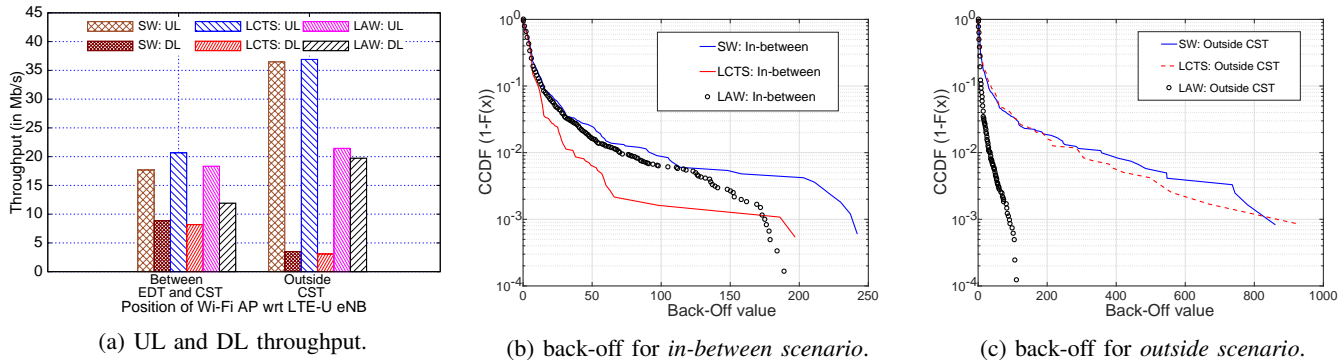 45
40
35
30
25
20
15
10
5
0
Throughput (in Mb/s)
SW: UL
SW: DL
LCTS: UL
LCTS: DL
LAW: UL
LAW: DL
Between
EDT and CST
Outside
CST
Position of Wi-Fi AP wrt LTE-U eNB
(a) UL and DL throughput.
10^0
10^-1
10^-2
10^-3
10^-4
CCDF (1-F(x))
SW: In-between
LCTS: In-between
LAW: In-between
0 50 100 150 200 250
Back-Off value
(b) back-off for in-between scenario.
10^0
10^-1
10^-2
10^-3
10^-4
CCDF (1-F(x))
SW: Outside CST
LCTS: Outside CST
LAW: Outside CST
0 200 400 600 800 1000
Back-Off value
(c) back-off for outside scenario.